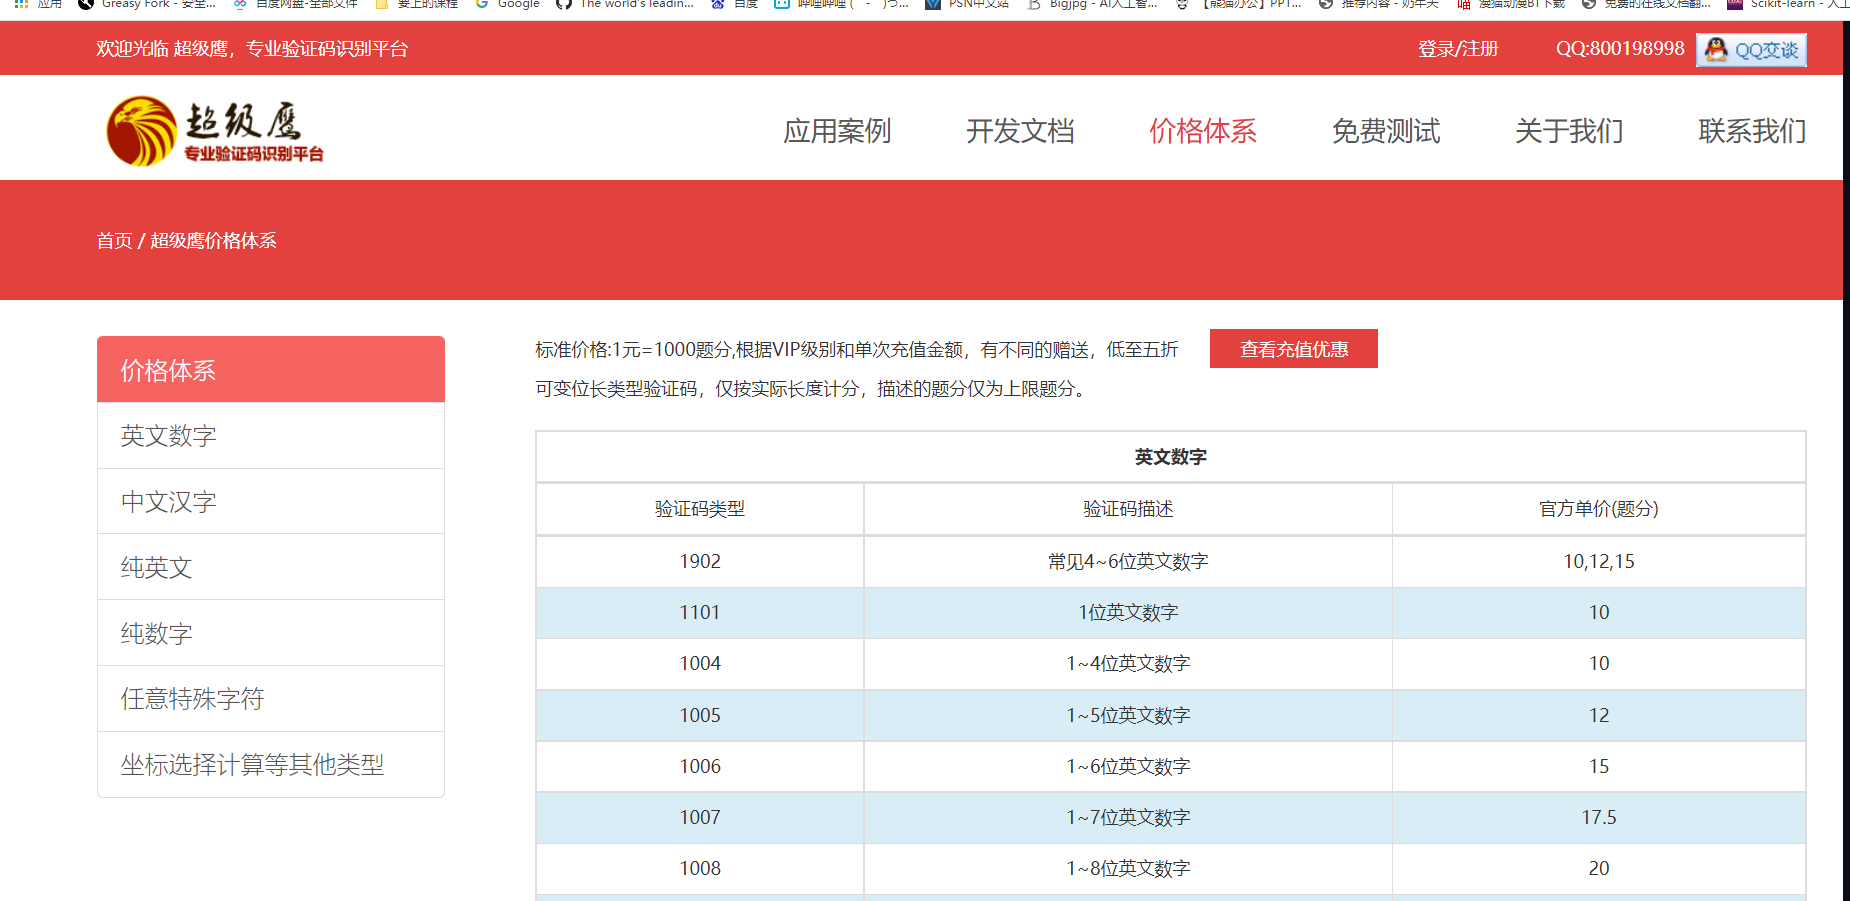 应用 Greasy Fork - 安全... 百度网盘-全部文件 要上的课程 Google The world's leadin... 百度 PSN中文站 Bigjpg - AI人工智... 【熊猫办公】PPT... 推荐内容 - 奶牛关 漫猫动漫BT下载 免费的在线文档翻... Scikit-learn - 人工
欢迎光临 超级鹰，专业验证码识别平台
登录/注册 QQ:800198998 QQ交谈
超级鹰
专业验证码识别平台
应用案例 开发文档 价格体系 免费测试 关于我们 联系我们
首页 / 超级鹰价格体系
价格体系
英文数字
中文汉字
纯英文
纯数字
任意特殊字符
坐标选择计算等其他类型
标准价格:1元=1000题分,根据VIP级别和单次充值金额，有不同的赠送，低至五折 查看充值优惠
可变位长类型验证码，仅按实际长度计分，描述的题分仅为上限题分。
英文数字
验证码类型 验证码描述 官方单价(题分)
1902 常见4~6位英文数字 10,12,15
1101 1位英文数字 10
1004 1~4位英文数字 10
1005 1~5位英文数字 12
1006 1~6位英文数字 15
1007 1~7位英文数字 17.5
1008 1~8位英文数字 20